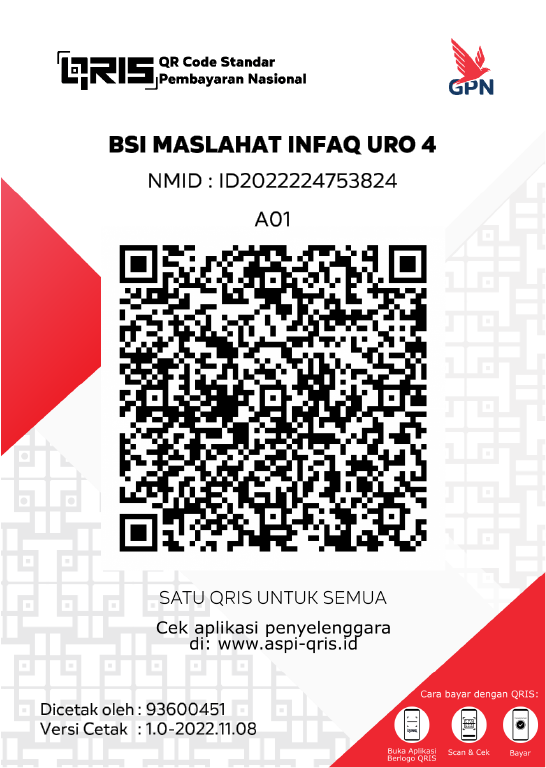 QRIS
QR Code Standar
Pembayaran Nasional
GPN
BSI MASLAHAT INFAQ URO 4
NMID : ID2022224753824
A01
SATU QRIS UNTUK SEMUA
Cek aplikasi penyelenggara
di: www.aspi-qris.id
Dicetak oleh : 93600451
Versi Cetak : 1.0-2022.11.08
Cara bayar dengan QRIS:
Buka Aplikasi
Berlogo QRIS
Scan & Cek
Bayar